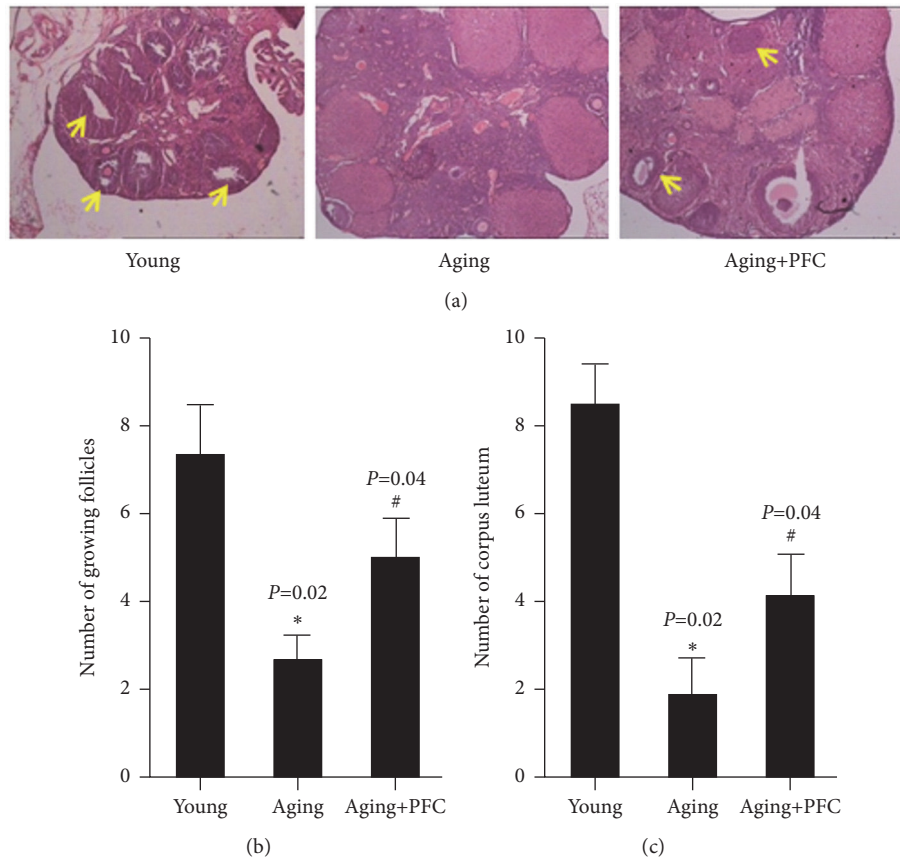 Young Aging Aging+PFC
(a)
Number of growing follicles
10
8
6
4
2
0
P=0.02
*
P=0.04
#
Young Aging Aging+PFC
(b)
Number of corpus luteum
10
8
6
4
2
0
P=0.02
*
P=0.04
#
Young Aging Aging+PFC
(c)